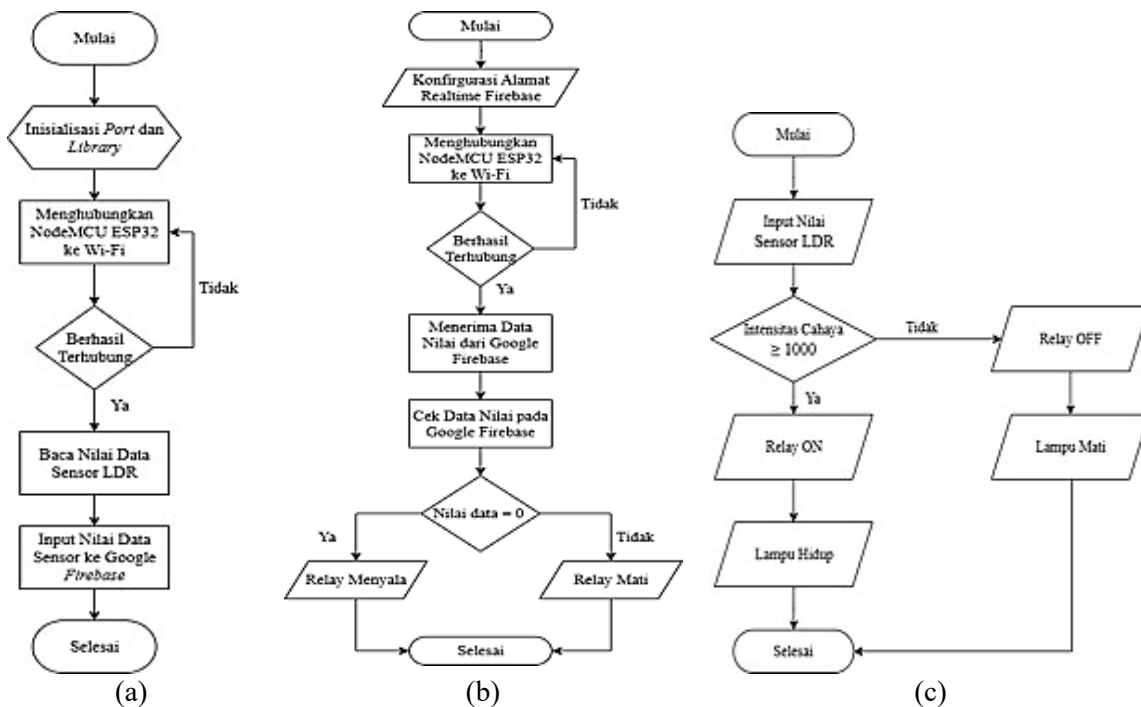 Mulai
Inisialisasi Port dan
Library
Menghubungkan
NodeMCU ESP32
ke Wi-Fi
Tidak
Berhasil
Terhubung
Ya
Baca Nilai Data
Sensor LDR
Input Nilai Data
Sensor ke Google
Firebase
Selesai
(a)
Mulai
Konfirgurasi Alamat
Realtime Firebase
Menghubungkan
NodeMCU ESP32
ke Wi-Fi
Tidak
Berhasil
Terhubung
Ya
Menerima Data
Nilai dari Google
Firebase
Cek Data Nilai pada
Google Firebase
Nilai data = 0
Ya
Tidak
Relay Menyala
Relay Mati
Selesai
(b)
Mulai
Input Nilai
Sensor LDR
Intensitas Cahaya
≥ 1000
Tidak
Relay OFF
Ya
Relay ON
Lampu Mati
Lampu Hidup
Selesai
(c)